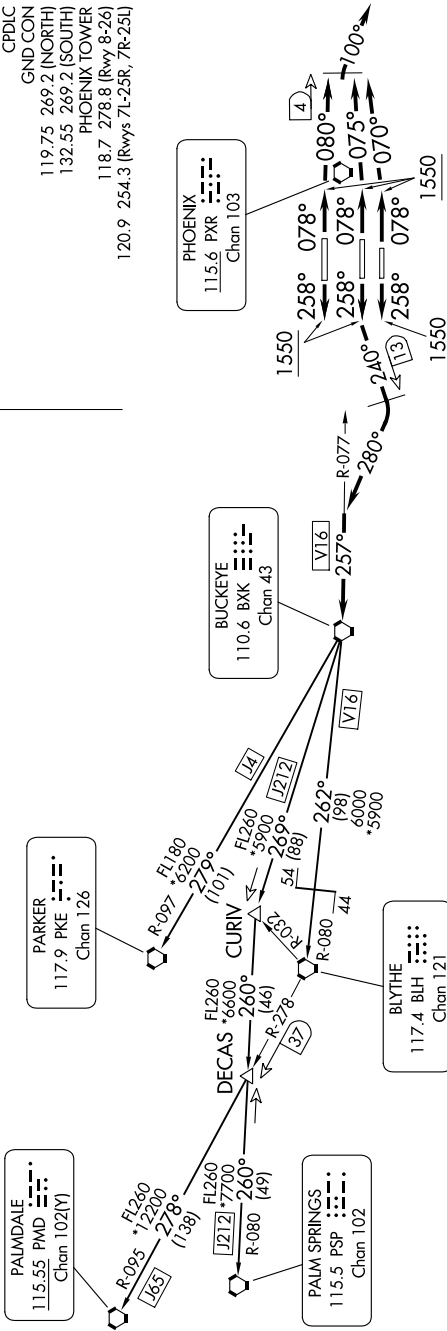 CPDLC
GND CON
119.75 269.2 (NORTH)
132.55 269.2 (SOUTH)
PHOENIX TOWER
118.7 278.8 (Rwy 8-26)
120.9 254.3 (Rwys 7L-25R, 7R-25L)
PALMDALE
115.55 PMD
Chan 102(Y)
PARKER
117.9 PKE
Chan 126
BUCKEYE
110.6 BXK
Chan 43
PHOENIX
115.6 PXR
Chan 103
R-095
J65
FL260
*12200
278°
(138)
FL260
*7700
J212
260°
(49)
R-080
PALM SPRINGS
115.5 PSP
Chan 102
DECAS
FL260
*6600
260°
(46)
R-278
37
CURIV
R-032
R-097
FL180
*6200
279°
(101)
J4
FL260
*5900
269°
(88)
J212
54
44
R-080
262°
(98)
6000
*5900
V16
BLYTHE
117.4 BLH
Chan 121
V16
257°
R-077
280°
240°
13
1550
258°
078°
258°
078°
258°
078°
1550
1550
080°
075°
070°
4
100°